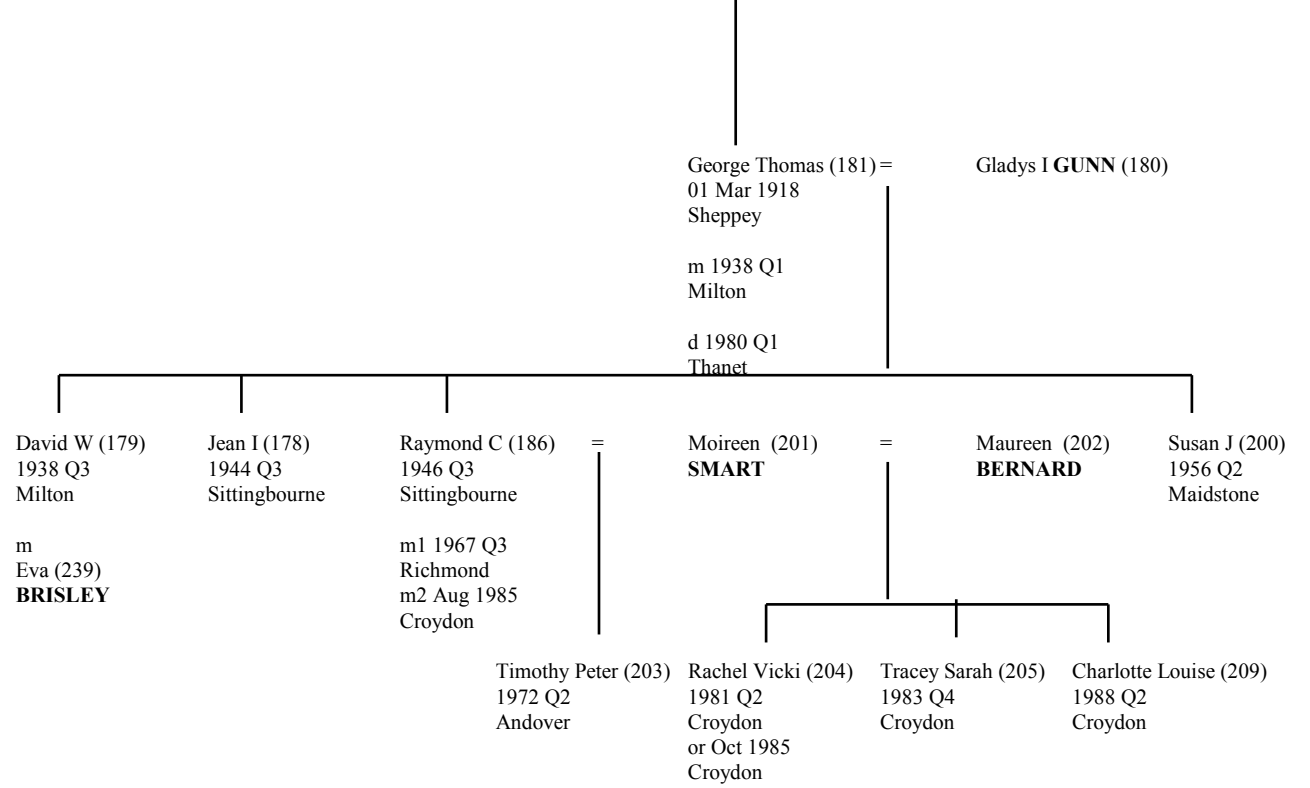 George Thomas (181) = Gladys I GUNN (180)
01 Mar 1918
Sheppey
m 1938 Q1
Milton
d 1980 Q1
Thanet
David W (179) Jean I (178) Raymond C (186) = Moireen (201) = Maureen (202) Susan J (200)
1938 Q3 1944 Q3 1946 Q3 SMART BERNARD 1956 Q2
Milton Sittingbourne Sittingbourne Maidstone
m m1 1967 Q3
Eva (239) Richmond
BRISLEY m2 Aug 1985
Croydon
Timothy Peter (203) Rachel Vicki (204) Tracey Sarah (205) Charlotte Louise (209)
1972 Q2 1981 Q2 1983 Q4 1988 Q2
Andover Croydon Croydon Croydon
or Oct 1985
Croydon